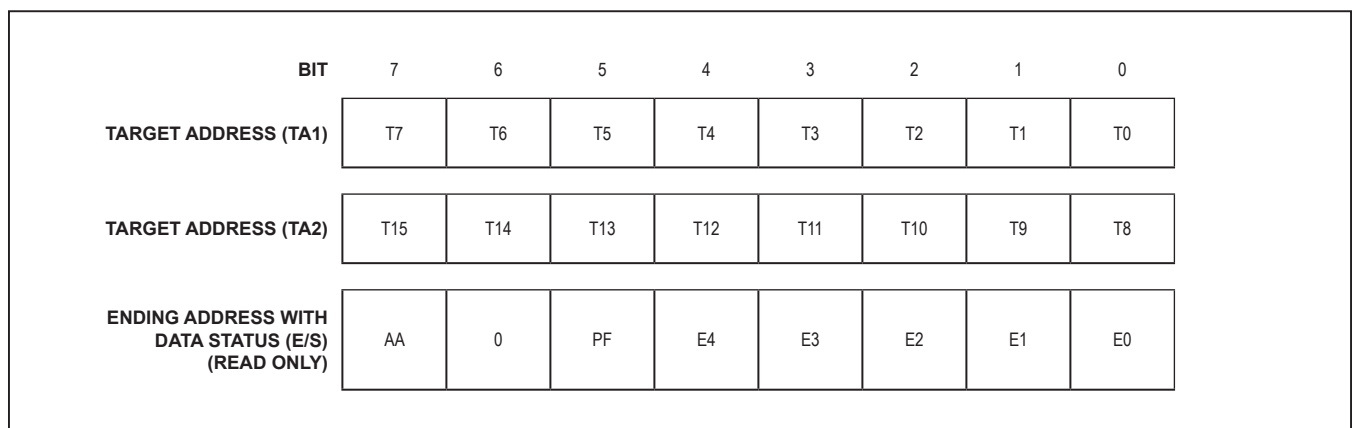 BIT 7 6 5 4 3 2 1 0
TARGET ADDRESS (TA1) T7 T6 T5 T4 T3 T2 T1 T0
TARGET ADDRESS (TA2) T15 T14 T13 T12 T11 T10 T9 T8
ENDING ADDRESS WITH
DATA STATUS (E/S)
(READ ONLY)
AA 0 PF E4 E3 E2 E1 E0